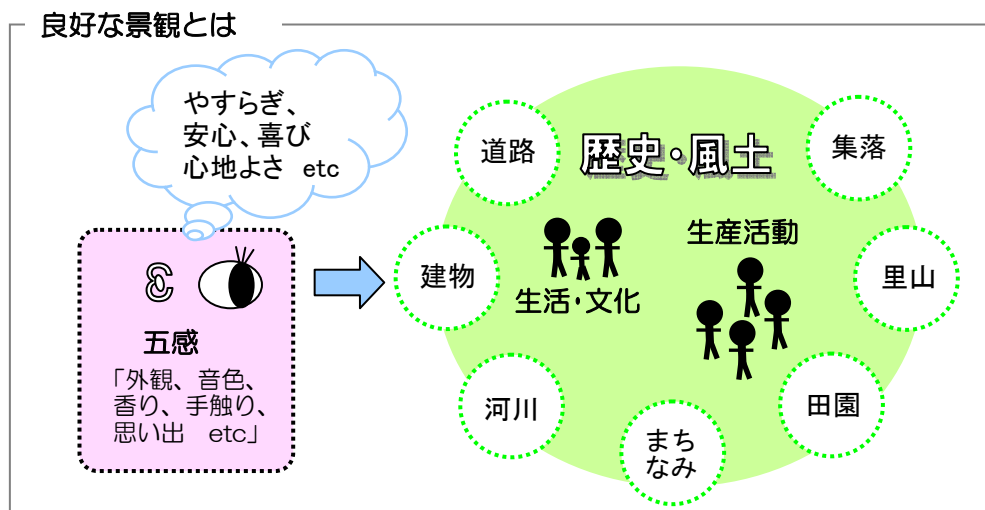 良好な景観とは
やすらぎ、
安心、喜び
心地よさ etc
五感
「外観、音色、
香り、手触り、
思い出 etc」
歴史・風土
道路
集落
建物
生活・文化
生産活動
里山
河川
まち
なみ
田園